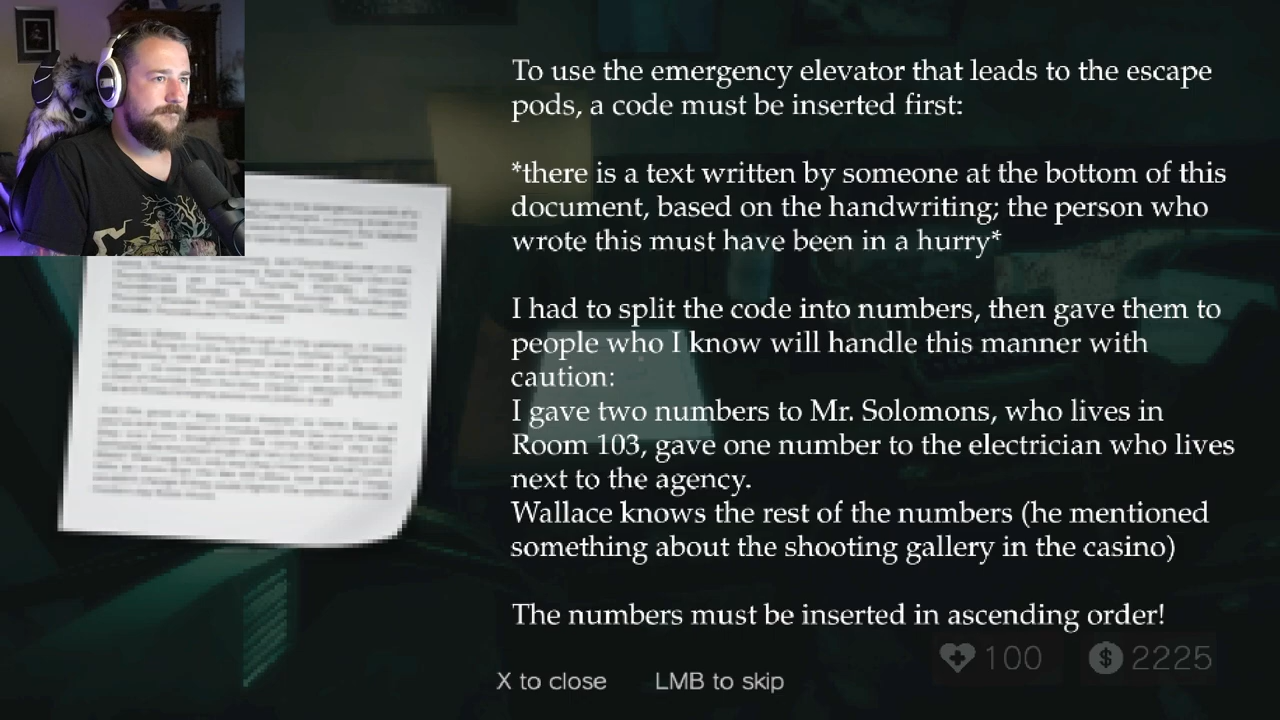 To use the emergency elevator that leads to the escape
pods, a code must be inserted first:
*there is a text written by someone at the bottom of this
document, based on the handwriting; the person who
wrote this must have been in a hurry*
I had to split the code into numbers, then gave them to
people who I know will handle this manner with
caution:
I gave two numbers to Mr. Solomons, who lives in
Room 103, gave one number to the electrician who lives
next to the agency.
Wallace knows the rest of the numbers (he mentioned
something about the shooting gallery in the casino)
The numbers must be inserted in ascending order!
100 $ 2225
X to close LMB to skip